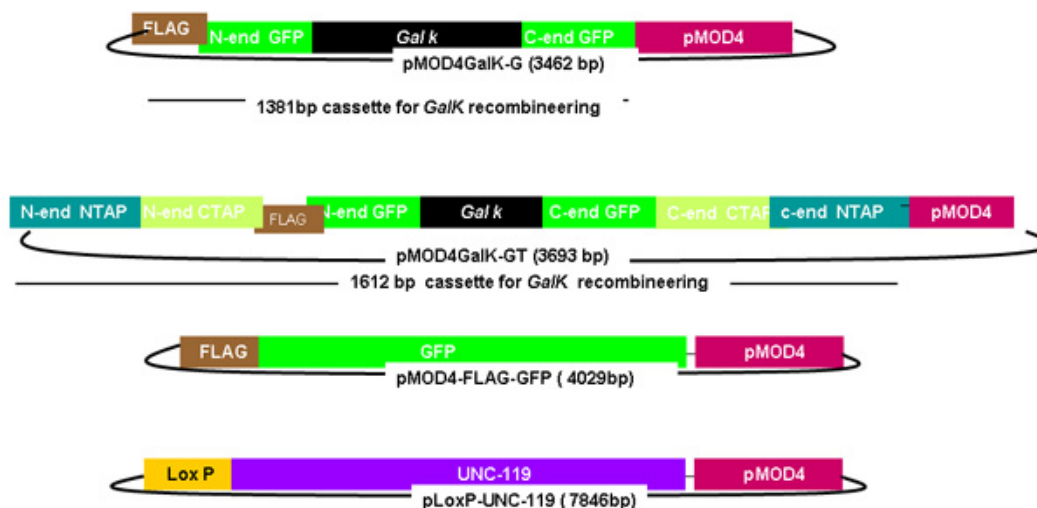 FLAG N-end GFP Gal k C-end GFP pMOD4
pMOD4GalK-G (3462 bp)
1381bp cassette for GalK recombineering
N-end NTAP N-end CTAP FLAG N-end GFP Gal k C-end GFP C-end CTAP c-end NTAP pMOD4
pMOD4GalK-GT (3693 bp)
1612 bp cassette for GalK recombineering
FLAG GFP pMOD4
pMOD4-FLAG-GFP ( 4029bp)
Lox P UNC-119 pMOD4
pLoxP-UNC-119 ( 7846bp)